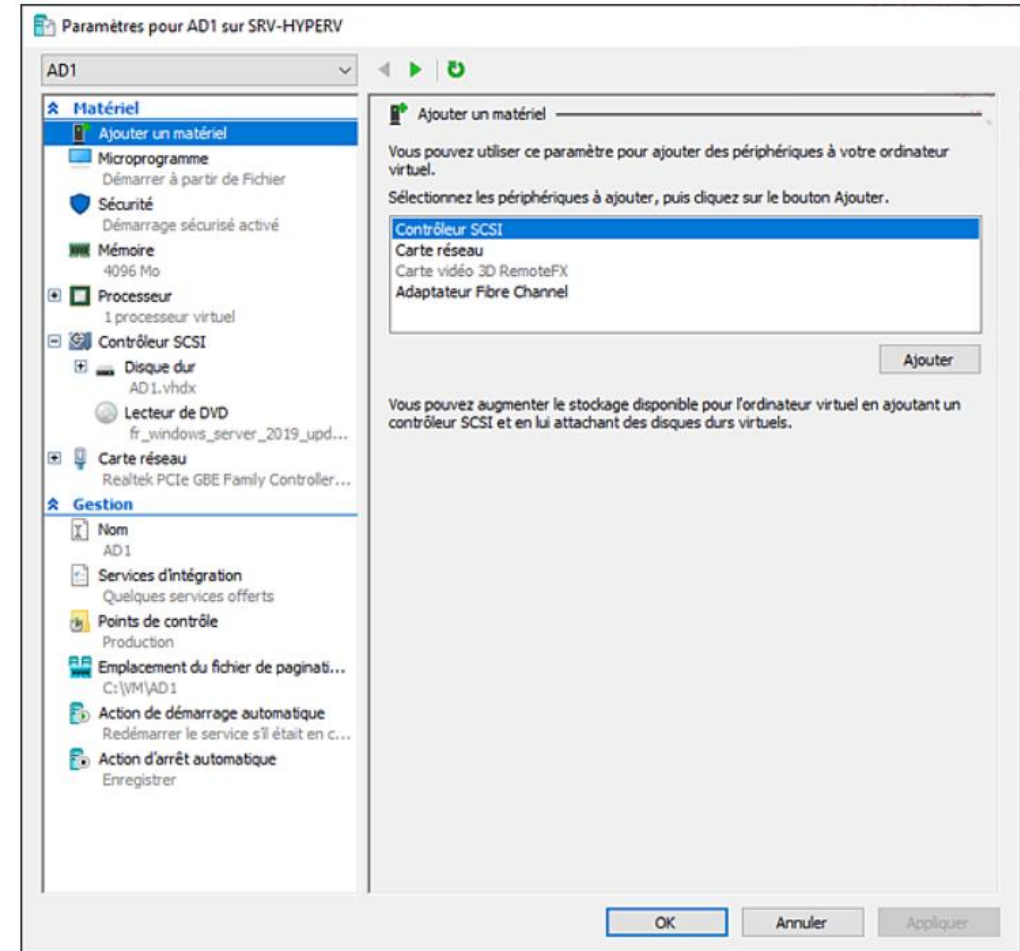 Paramètres pour AD1 sur SRV-HYPERV
AD1
Matériel
Ajouter un matériel
Microprogramme
Démarrer à partir de Fichier
Sécurité
Démarrage sécurisé activé
Mémoire
4096 Mo
Processeur
1 processeur virtuel
Contrôleur SCSI
Disque dur
AD1.vhdx
Lecteur de DVD
fr_windows_server_2019_upd...
Carte réseau
Realtek PCIe GBE Family Controller...
Gestion
Nom
AD1
Services d'intégration
Quelques services offerts
Points de contrôle
Production
Emplacement du fichier de paginati...
C:\VM\AD1
Action de démarrage automatique
Redémarrer le service s'il était en c...
Action d'arrêt automatique
Enregistrer
Ajouter un matériel
Vous pouvez utiliser ce paramètre pour ajouter des périphériques à votre ordinateur
virtuel.
Sélectionnez les périphériques à ajouter, puis cliquez sur le bouton Ajouter.
Contrôleur SCSI
Carte réseau
Carte vidéo 3D RemoteFX
Adaptateur Fibre Channel
Ajouter
Vous pouvez augmenter le stockage disponible pour l'ordinateur virtuel en ajoutant un
contrôleur SCSI et en lui attachant des disques durs virtuels.
OK
Annuler
Appliquer